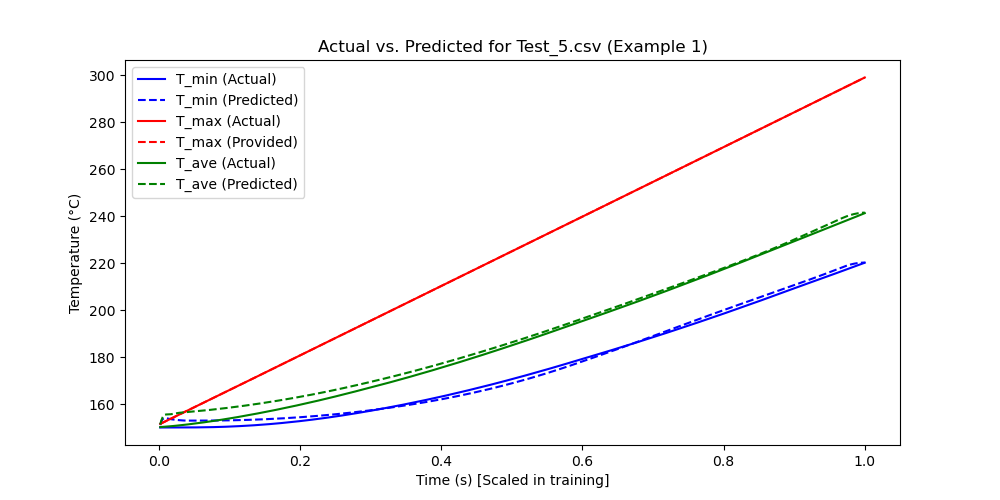 Actual vs. Predicted for Test_5.csv (Example 1)
T_min (Actual)
T_min (Predicted)
T_max (Actual)
T_max (Provided)
T_ave (Actual)
T_ave (Predicted)
Temperature (°C)
300
280
260
240
220
200
180
160
0.0 0.2 0.4 0.6 0.8 1.0
Time (s) [Scaled in training]